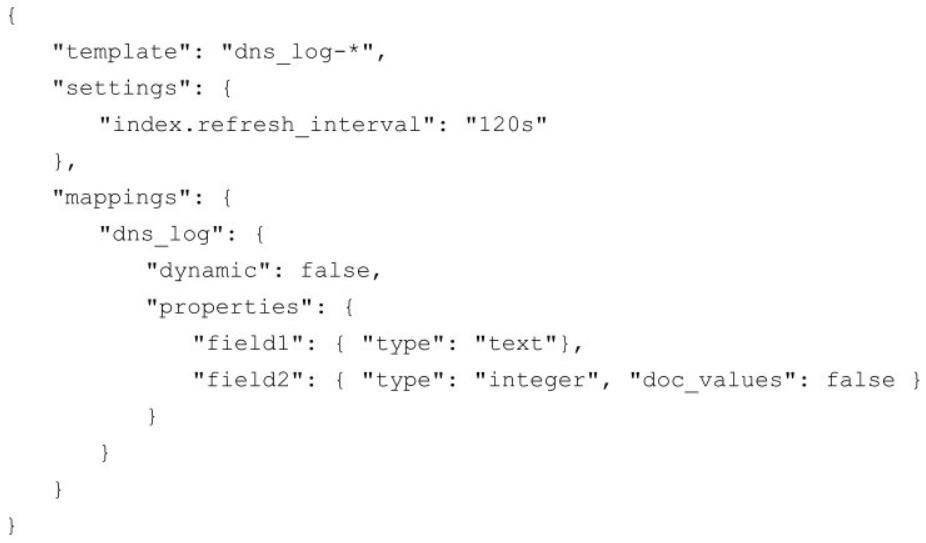 {
    "template": "dns_log-*",
    "settings": {
        "index.refresh_interval": "120s"
    },
    "mappings": {
        "dns_log": {
            "dynamic": false,
            "properties": {
                "field1": { "type": "text"},
                "field2": { "type": "integer", "doc_values": false }
            }
        }
    }
}